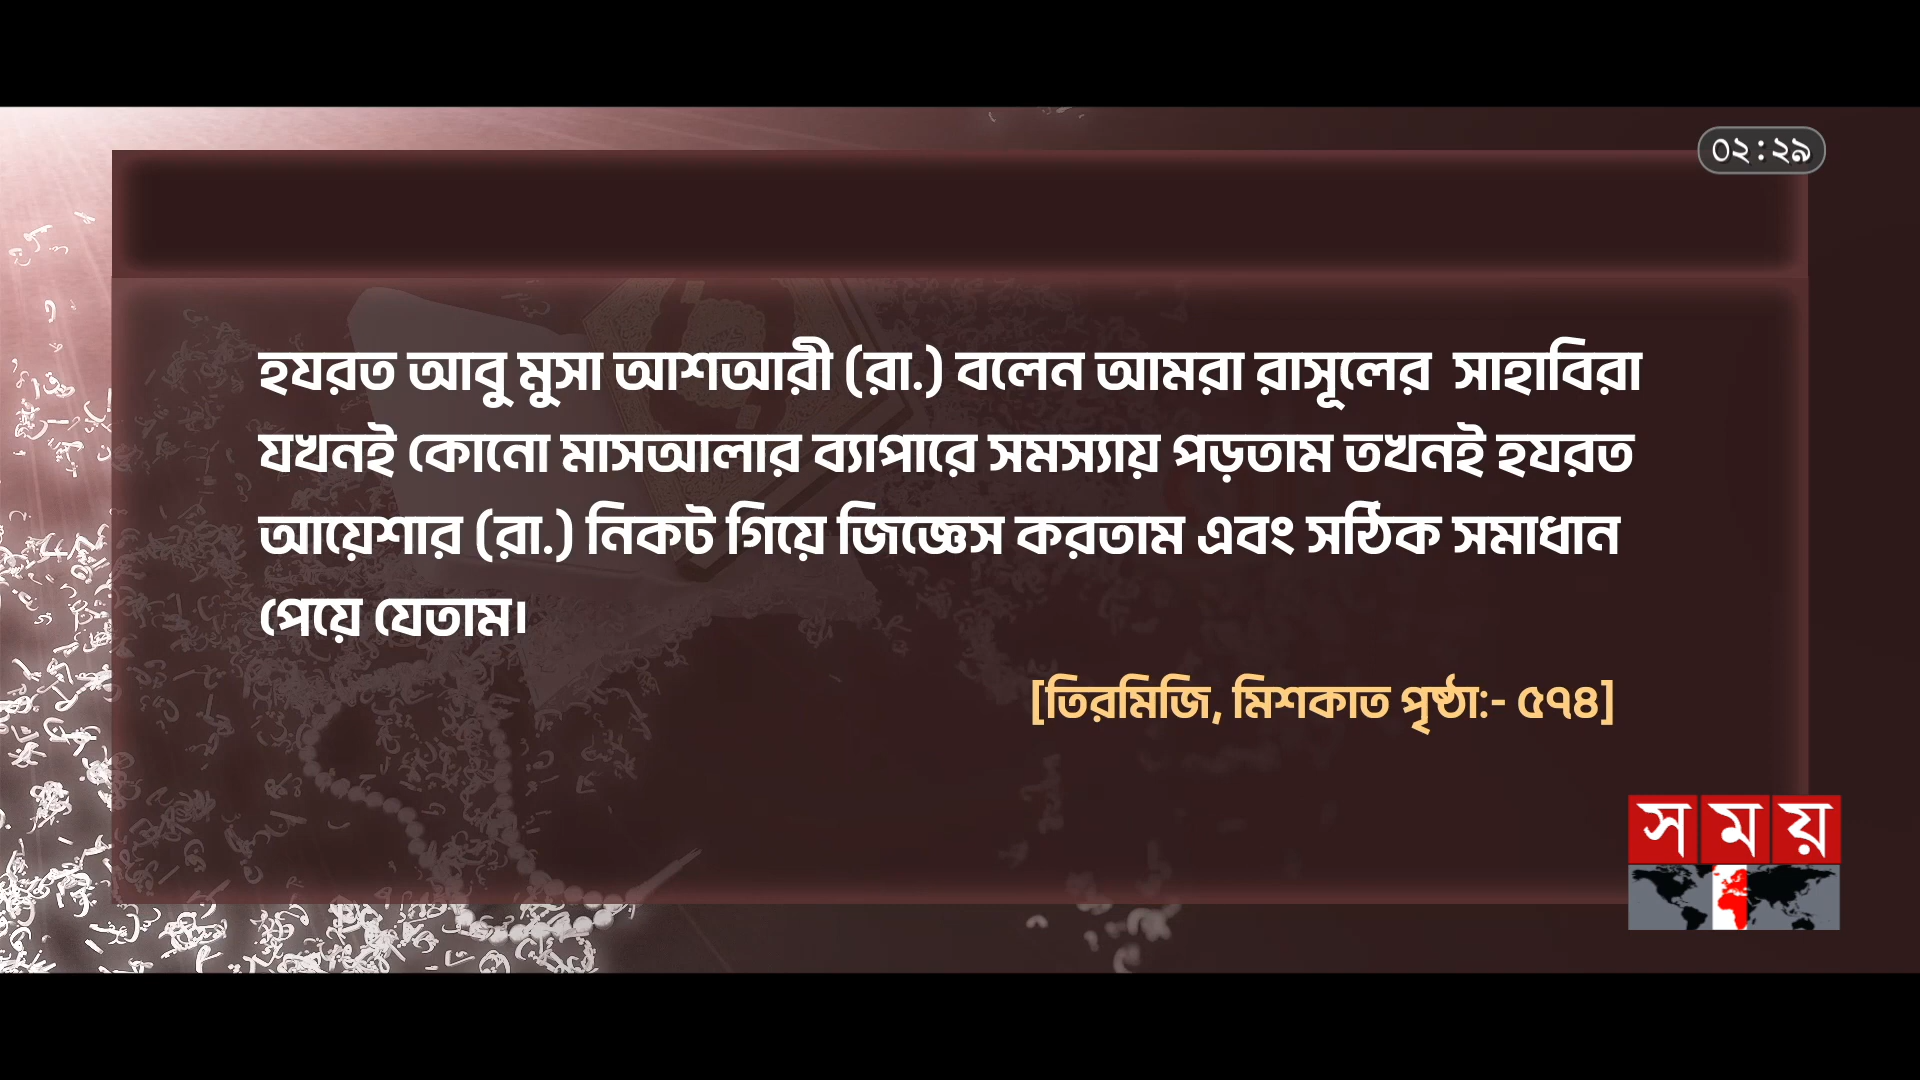 ০২:২৯
হযরত আবু মুসা আশআরী (রা.) বলেন আমরা রাসূলের সাহাবিরা
যখনই কোনো মাসআলার ব্যাপারে সমস্যায় পড়তাম তখনই হযরত
আয়েশার (রা.) নিকট গিয়ে জিজ্ঞেস করতাম এবং সঠিক সমাধান
পেয়ে যেতাম।
[তিরমিজি, মিশকাত পৃষ্ঠা:- ৫৭৪]
সময়